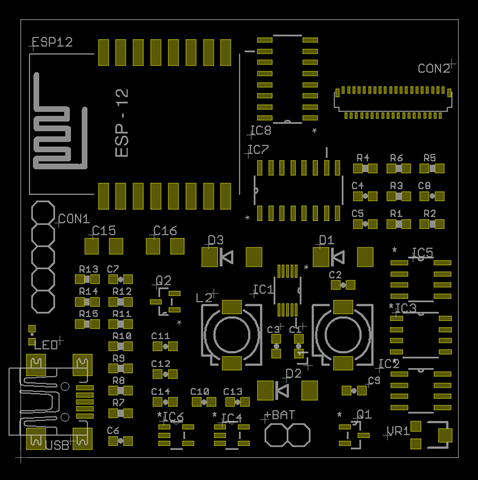 ESP12
CON2
ESP-12
IC8
IC7
R4 R6 R5
C4 R3 C8
C5 R1 R2
CON1
C15 C16
D3 D1
IC5
R13 C7
Q2
C2
IC1
R14 R12
L2
R15 R11
IC3
LED
R10
C11
C3 C1
L1
R9
IC2
C12
R8
D2
C9
C14 C10 C13
R7
IC6 IC4
+BAT
Q1
VR1
USB
C6